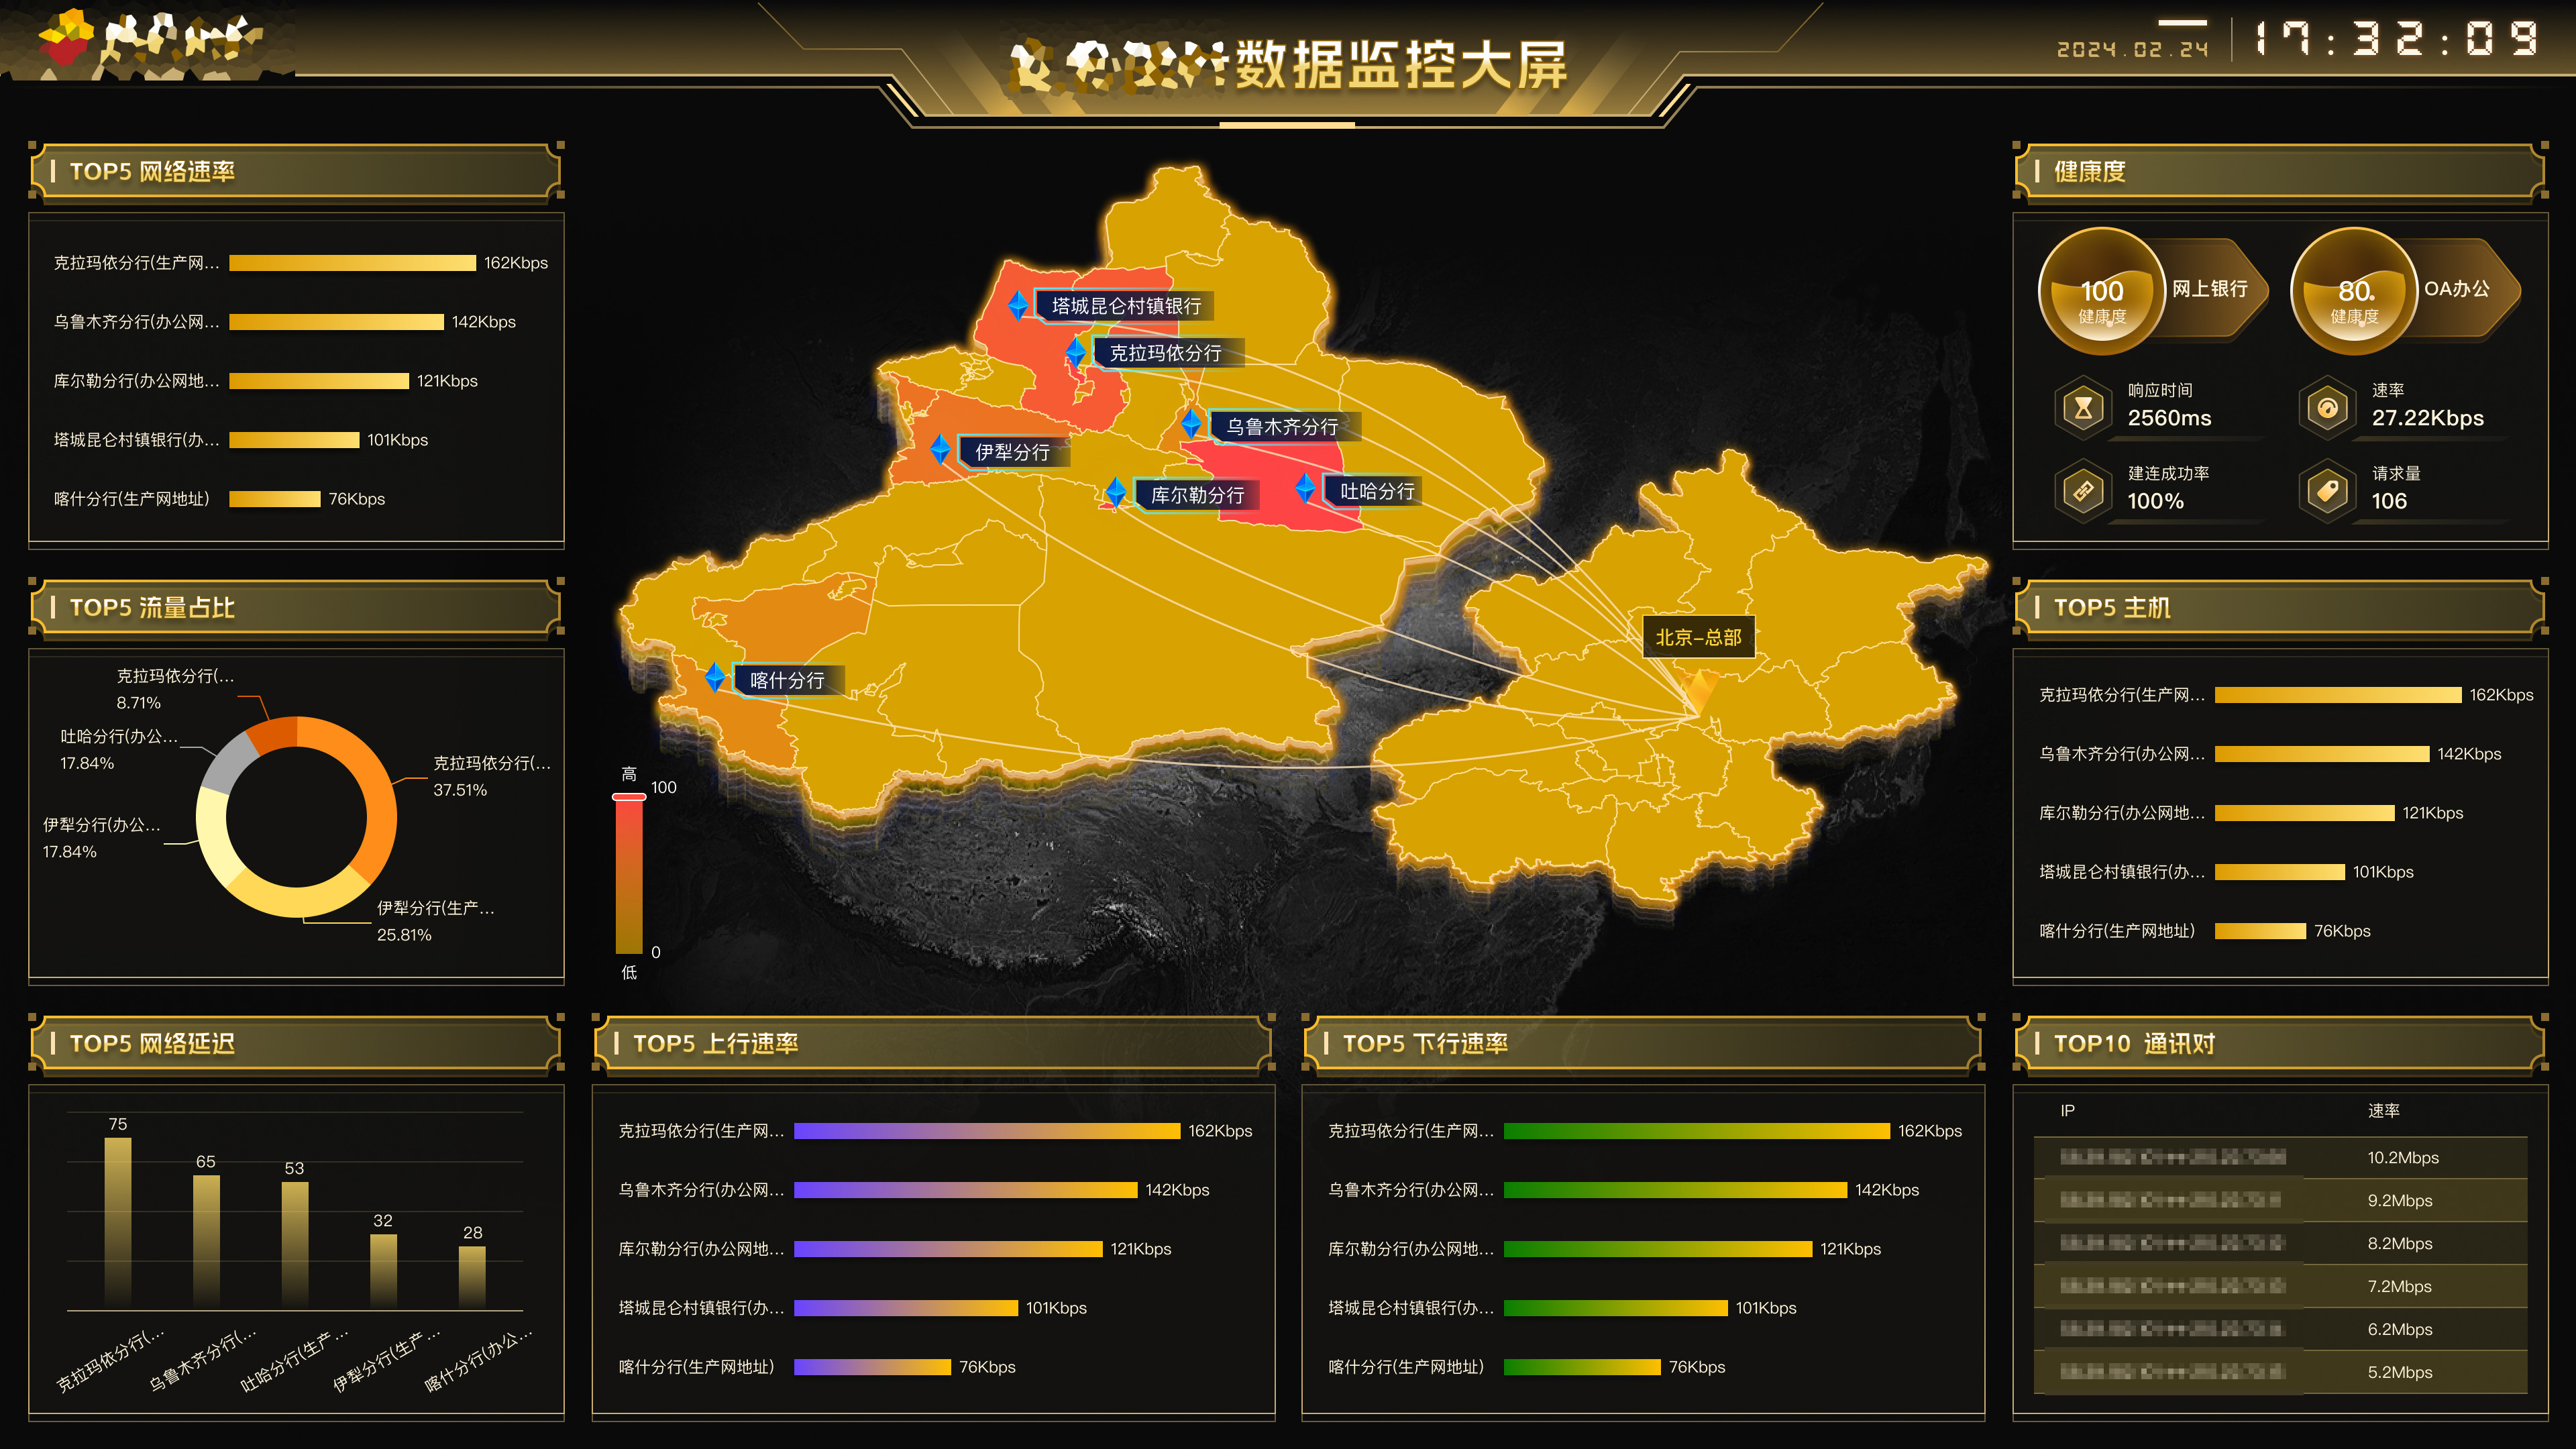 数据监控大屏
2024.02.24
17:32:09
TOP5 网络速率
克拉玛依分行(生产网... 162Kbps
乌鲁木齐分行(办公网... 142Kbps
库尔勒分行(办公网地... 121Kbps
塔城昆仑村镇银行(办... 101Kbps
喀什分行(生产网地址) 76Kbps
TOP5 流量占比
克拉玛依分行(...
8.71%
吐哈分行(办公...
17.84%
伊犁分行(办公...
17.84%
克拉玛依分行(...
37.51%
伊犁分行(生产...
25.81%
TOP5 网络延迟
75
65
53
32
28
克拉玛依分行(...
乌鲁木齐分行(...
吐哈分行(生产...
伊犁分行(生产...
喀什分行(办公...
塔城昆仑村镇银行
克拉玛依分行
乌鲁木齐分行
伊犁分行
库尔勒分行
吐哈分行
喀什分行
北京-总部
高
100
0
低
TOP5 上行速率
克拉玛依分行(生产网... 162Kbps
乌鲁木齐分行(办公网... 142Kbps
库尔勒分行(办公网地... 121Kbps
塔城昆仑村镇银行(办... 101Kbps
喀什分行(生产网地址) 76Kbps
TOP5 下行速率
克拉玛依分行(生产网... 162Kbps
乌鲁木齐分行(办公网... 142Kbps
库尔勒分行(办公网地... 121Kbps
塔城昆仑村镇银行(办... 101Kbps
喀什分行(生产网地址) 76Kbps
健康度
100
健康度
网上银行
80
健康度
OA办公
响应时间
2560ms
速率
27.22Kbps
建连成功率
100%
请求量
106
TOP5 主机
克拉玛依分行(生产网... 162Kbps
乌鲁木齐分行(办公网... 142Kbps
库尔勒分行(办公网地... 121Kbps
塔城昆仑村镇银行(办... 101Kbps
喀什分行(生产网地址) 76Kbps
TOP10 通讯对
IP 速率
10.2Mbps
9.2Mbps
8.2Mbps
7.2Mbps
6.2Mbps
5.2Mbps